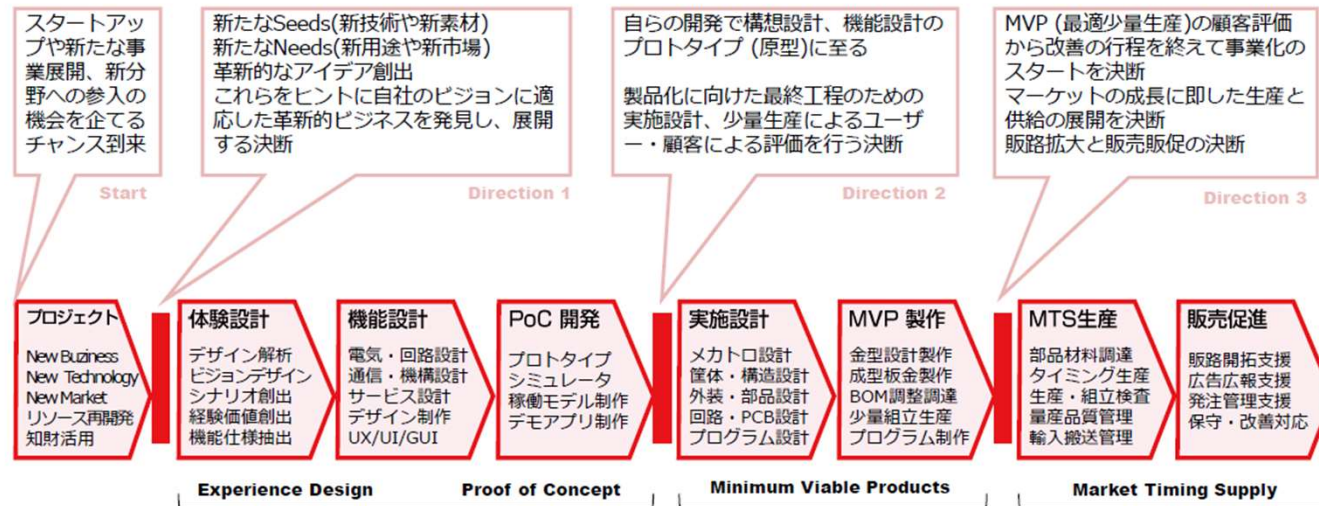 スタートアッ
プや新たな事
業展開、新分
野への参入の
機会を企てる
チャンス到来
Start
新たなSeeds(新技術や新素材)
新たなNeeds(新用途や新市場)
革新的なアイデア創出
これらをヒントに自社のビジョンに適
応した革新的ビジネスを発見し、展開
する決断
Direction 1
自らの開発で構想設計、機能設計の
プロトタイプ (原型)に至る
製品化に向けた最終工程のための
実施設計、少量生産によるユーザ
ー・顧客による評価を行う決断
Direction 2
MVP (最適少量生産)の顧客評価
から改善の行程を終えて事業化の
スタートを決断
マーケットの成長に即した生産と
供給の展開を決断
販路拡大と販売販促の決断
Direction 3
プロジェクト
New Buziness
New Technology
New Market
リソース再開発
知財活用
体験設計
デザイン解析
ビジョンデザイン
シナリオ創出
経験価値創出
機能仕様抽出
機能設計
電気・回路設計
通信・機構設計
サービス設計
デザイン制作
UX/UI/GUI
PoC 開発
プロトタイプ
シミュレータ
稼働モデル制作
デモアプリ制作
実施設計
メカトロ設計
筐体・構造設計
外装・部品設計
回路・PCB設計
プログラム設計
MVP 製作
金型設計製作
成型板金製作
BOM調整調達
少量組立生産
プログラム制作
MTS生産
部品材料調達
タイミング生産
生産・組立検査
量産品質管理
輸入搬送管理
販売促進
販路開拓支援
広告広報支援
発注管理支援
保守・改善対応
Experience Design
Proof of Concept
Minimum Viable Products
Market Timing Supply